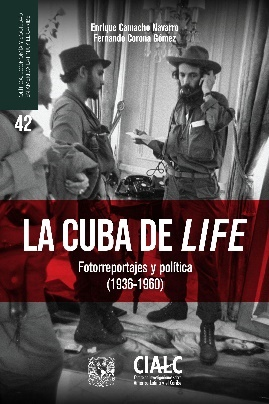 Enrique Camacho Navarro
Fernando Corona Gómez
42
LA CUBA DE LIFE
Fotorreportajes y política
(1936-1960)
CIALC